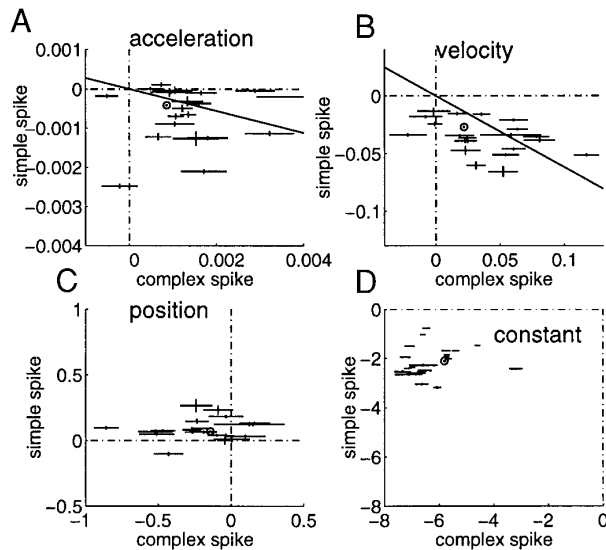 A
acceleration
0.001
0
−0.001
−0.002
−0.003
−0.004
simple spike
0
0.002
0.004
complex spike
B
velocity
0
−0.05
−0.1
simple spike
0
0.05
0.1
complex spike
C
position
1
0.5
0
−0.5
simple spike
−1
−0.5
0
0.5
complex spike
D
constant
0
−2
−4
−6
−8
simple spike
−8
−6
−4
−2
0
complex spike